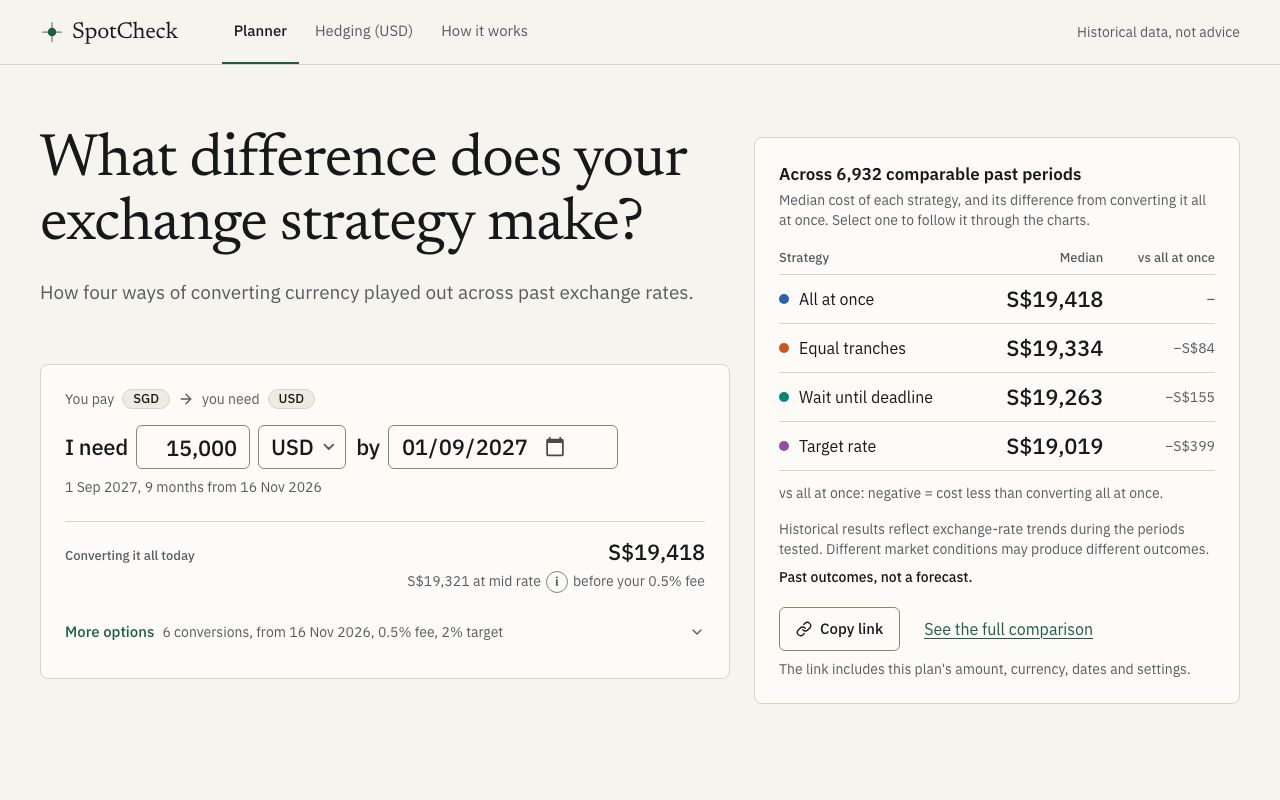 SpotCheck
Planner
Hedging (USD)
How it works
Historical data, not advice
What difference does your
exchange strategy make?
How four ways of converting currency played out across past exchange rates.
You pay SGD → you need USD
I need 15,000 USD by 01/09/2027
1 Sep 2027, 9 months from 16 Nov 2026
Converting it all today S$19,418
S$19,321 at mid rate i before your 0.5% fee
More options 6 conversions, from 16 Nov 2026, 0.5% fee, 2% target
Across 6,932 comparable past periods
Median cost of each strategy, and its difference from converting it all
at once. Select one to follow it through the charts.
Strategy Median vs all at once
All at once S$19,418 –
Equal tranches S$19,334 −S$84
Wait until deadline S$19,263 −S$155
Target rate S$19,019 −S$399
vs all at once: negative = cost less than converting all at once.
Historical results reflect exchange-rate trends during the periods
tested. Different market conditions may produce different outcomes.
Past outcomes, not a forecast.
Copy link
See the full comparison
The link includes this plan's amount, currency, dates and settings.